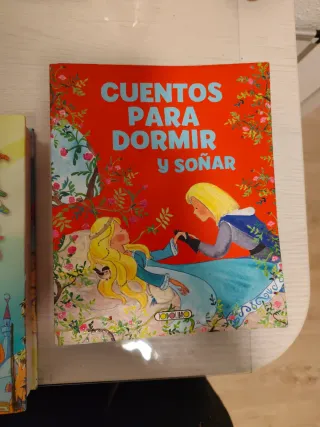 CUENTOS
PARA
DORMIR
Y SOÑAR